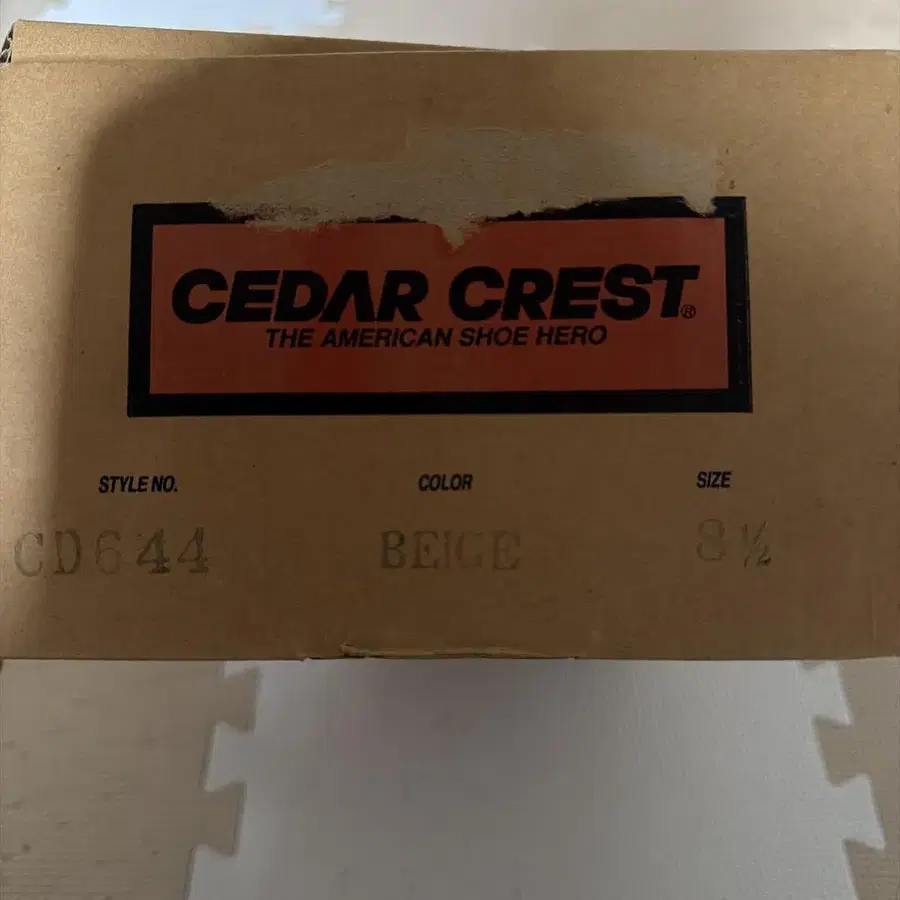 CEDAR CREST®
THE AMERICAN SHOE HERO
STYLE NO. COLOR SIZE
CD644 BEIGE 8½